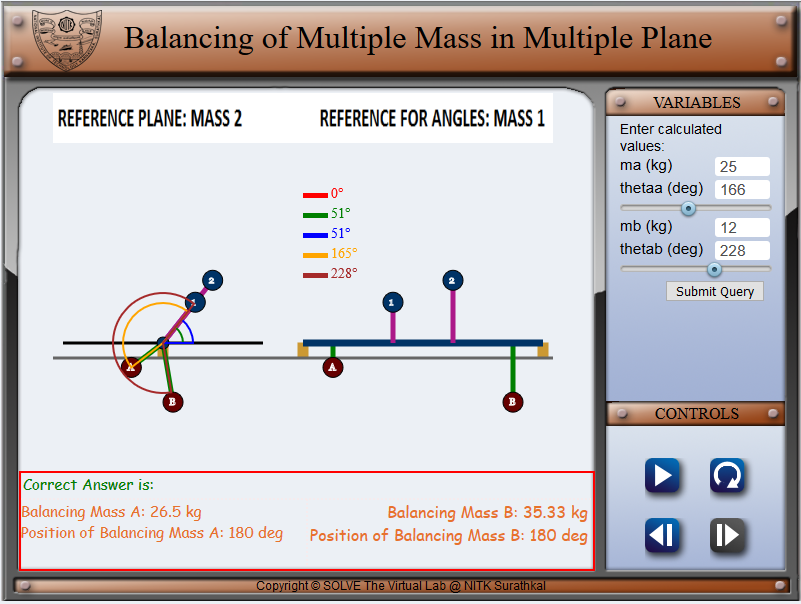 Balancing of Multiple Mass in Multiple Plane
REFERENCE PLANE: MASS 2
REFERENCE FOR ANGLES: MASS 1
0°
51°
51°
165°
228°
2
1
A
B
1
2
A
B
Correct Answer is:
Balancing Mass A: 26.5 kg
Position of Balancing Mass A: 180 deg
Balancing Mass B: 35.33 kg
Position of Balancing Mass B: 180 deg
VARIABLES
Enter calculated
values:
ma (kg) 25
thetaa (deg) 166
mb (kg) 12
thetab (deg) 228
Submit Query
CONTROLS
Copyright © SOLVE The Virtual Lab @ NITK Surathkal